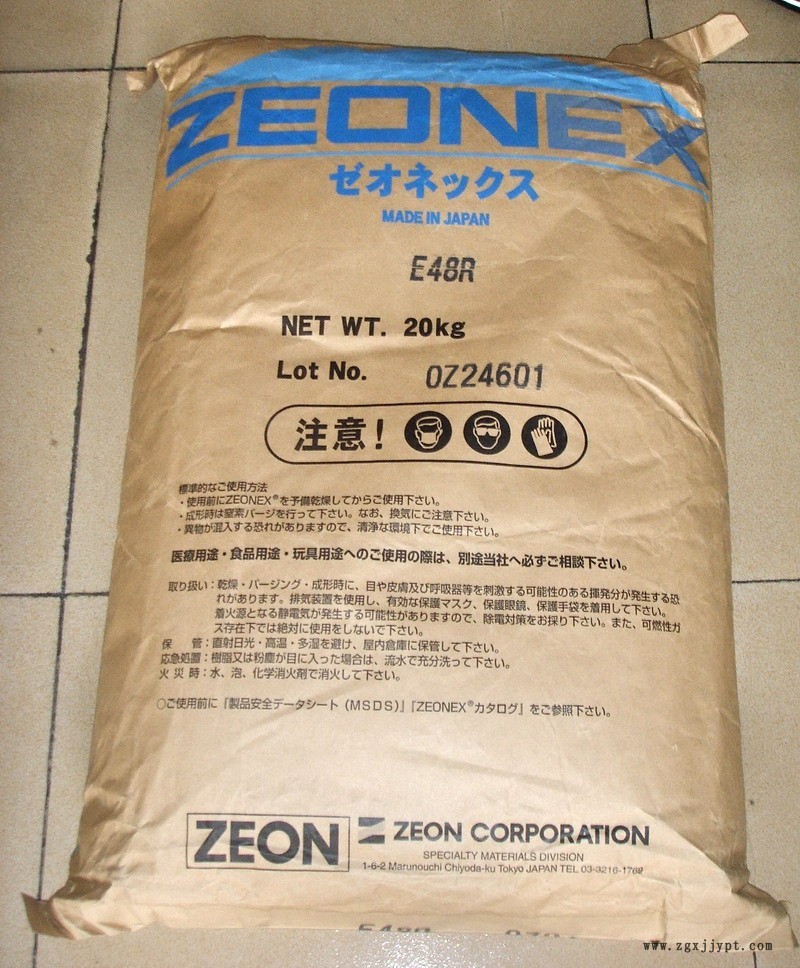 ZEONEX
ゼオネックス
MADE IN JAPAN
E48R
NET WT. 20kg
Lot No. 0Z24601
注意!
標準的なご使用方法
・使用前にZEONEX®を予備乾燥してからご使用下さい。
・成形時は窒素パージを行って下さい。なお、換気にご注意下さい。
・異物が混入する恐れがありますので、清浄な環境下でご使用下さい。
医療用途・食品用途・玩具用途へのご使用の際は、別途当社へ必ずご相談下さい。
取り扱い：乾燥・パージング・成形時に、目や皮膚及び呼吸器等を刺激する可能性のある揮発分が発生する恐
れがあります。排気装置を使用し、有効な保護マスク、保護眼鏡、保護手袋を着用して下さい。
着火源となる静電気が発生する可能性がありますので、除電対策をお採り下さい。また、可燃性ガ
ス存在下では絶対に使用をしないで下さい。
保　管：直射日光・高温・多湿を避け、屋内倉庫に保管して下さい。
応急処置：樹脂又は粉塵が目に入った場合は、流水で充分洗って下さい。
火災時：水、泡、化学消火剤で消火して下さい。
○ご使用前に『製品安全データシート（MSDS）』『ZEONEX®カタログ』をご参照下さい。
ZEON ZEON CORPORATION
SPECIALTY MATERIALS DIVISION
1-6-2 Marunouchi Chiyoda-ku Tokyo JAPAN TEL 03-3216-1769
E48R
www.zgxjjypt.com